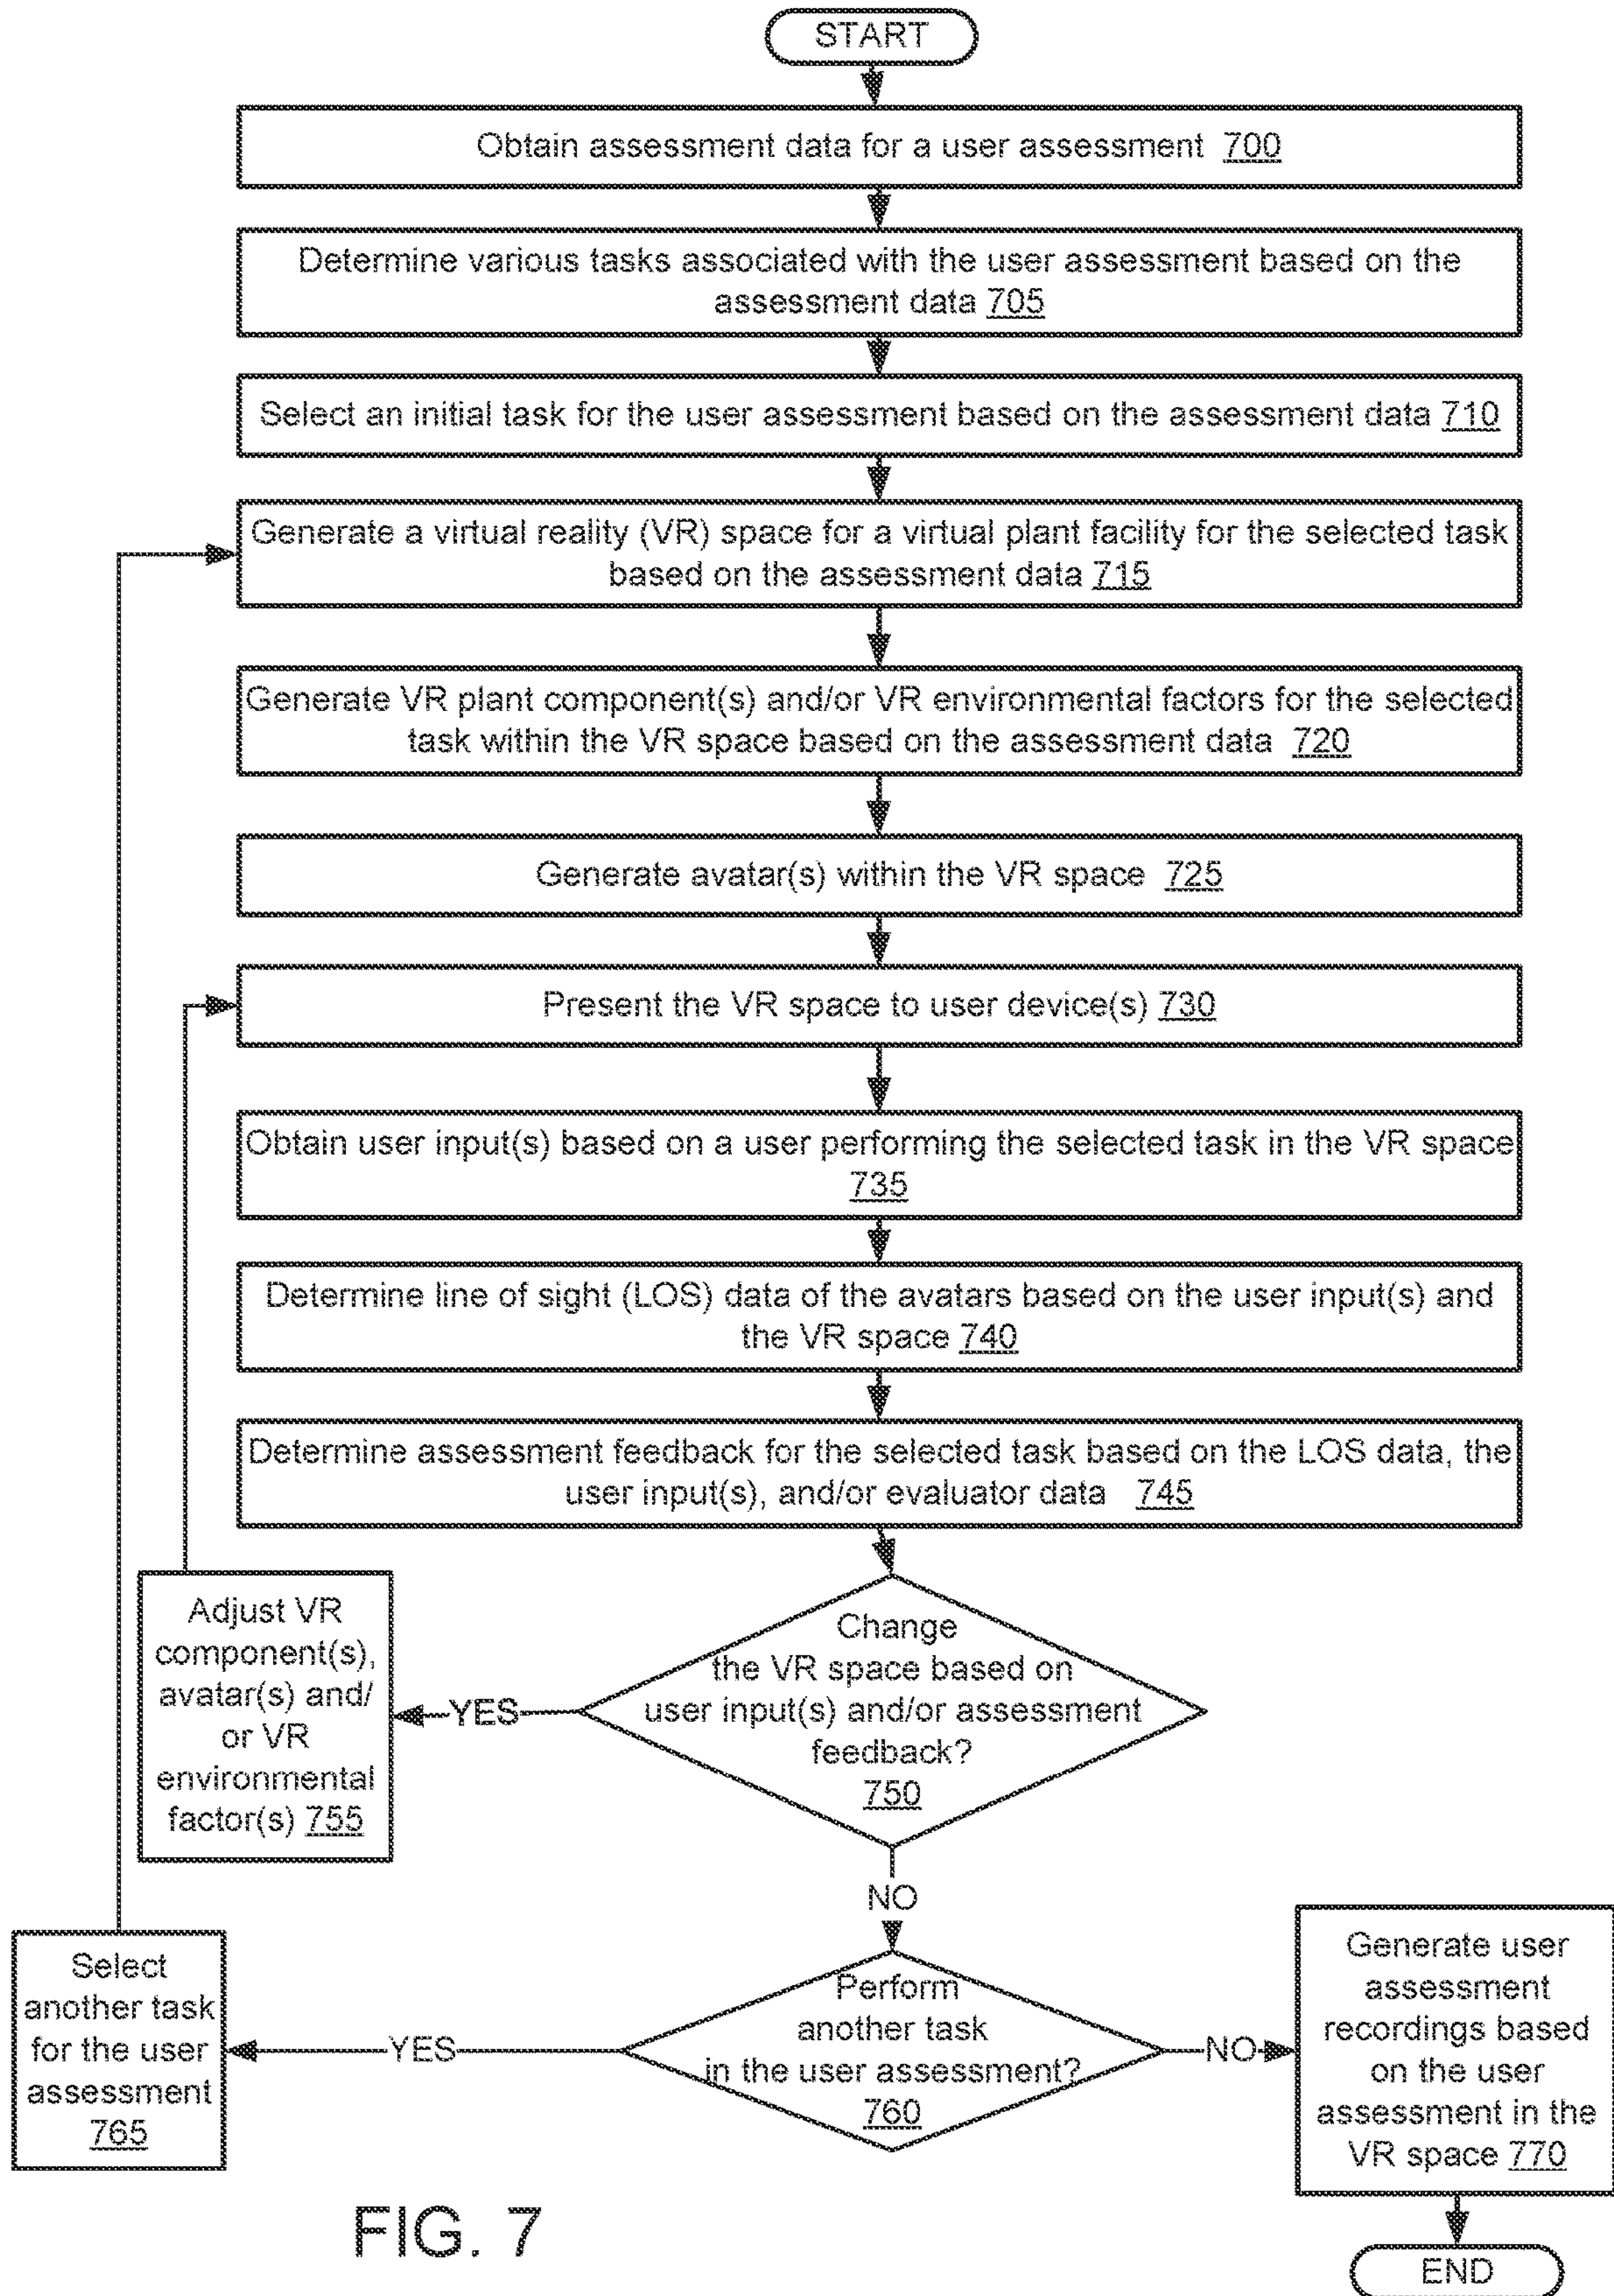 START
Obtain assessment data for a user assessment 700
Determine various tasks associated with the user assessment based on the
assessment data 705
Select an initial task for the user assessment based on the assessment data 710
Generate a virtual reality (VR) space for a virtual plant facility for the selected task
based on the assessment data 715
Generate VR plant component(s) and/or VR environmental factors for the selected
task within the VR space based on the assessment data 720
Generate avatar(s) within the VR space 725
Present the VR space to user device(s) 730
Obtain user input(s) based on a user performing the selected task in the VR space
735
Determine line of sight (LOS) data of the avatars based on the user input(s) and
the VR space 740
Determine assessment feedback for the selected task based on the LOS data, the
user input(s), and/or evaluator data 745
Change
the VR space based on
user input(s) and/or assessment
feedback?
750
YES
Adjust VR
component(s),
avatar(s) and/
or VR
environmental
factor(s) 755
NO
Perform
another task
in the user assessment?
760
YES
Select
another task
for the user
assessment
765
NO
Generate user
assessment
recordings based
on the user
assessment in the
VR space 770
END
FIG. 7